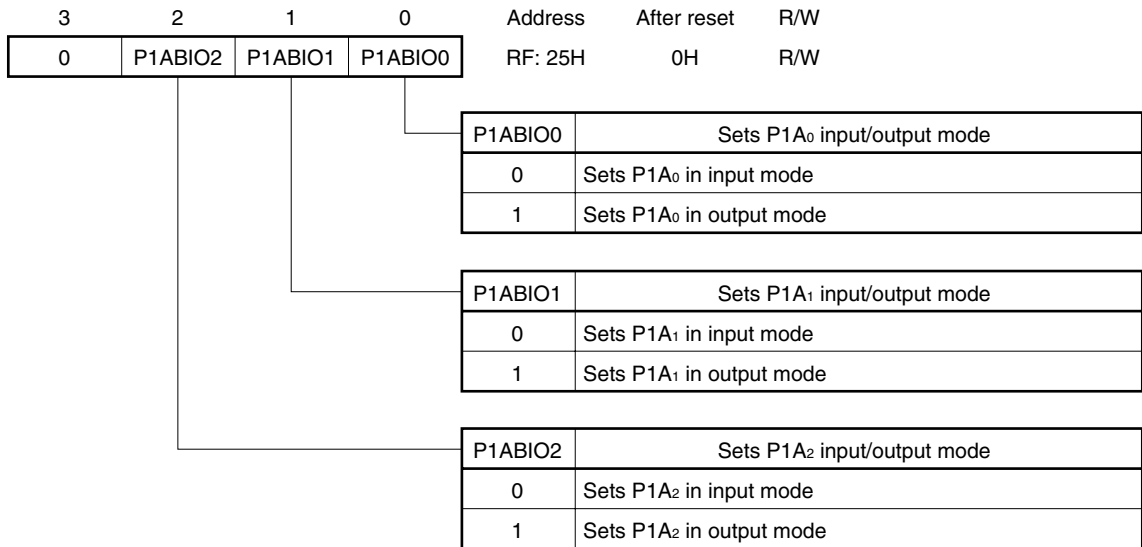 3 2 1 0 Address After reset R/W
0 P1ABIO2 P1ABIO1 P1ABIO0 RF: 25H 0H R/W
P1ABIO0 Sets P1A₀ input/output mode
0 Sets P1A₀ in input mode
1 Sets P1A₀ in output mode
P1ABIO1 Sets P1A₁ input/output mode
0 Sets P1A₁ in input mode
1 Sets P1A₁ in output mode
P1ABIO2 Sets P1A₂ input/output mode
0 Sets P1A₂ in input mode
1 Sets P1A₂ in output mode